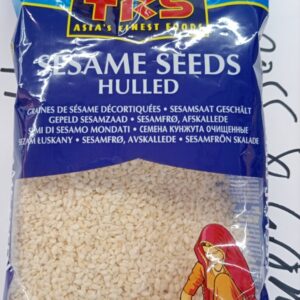 TRS
ASIA'S FINEST FOODS
SESAME SEEDS
HULLED
GRAINES DE SÉSAME DÉCORTIQUÉES • SESAMSAAT GESCHÄLT
GEPELD SESAMZAAD • SESAMFRØ, AFSKALLEDE
SEMI DI SESAMO MONDATI • СЕМЕНА КУНЖУТА ОЧИЩЕННЫЕ
SEZAM ŁUSKANY • SESAMFRØ, AVSKALLEDE • SESAMFRÖN SKALADE